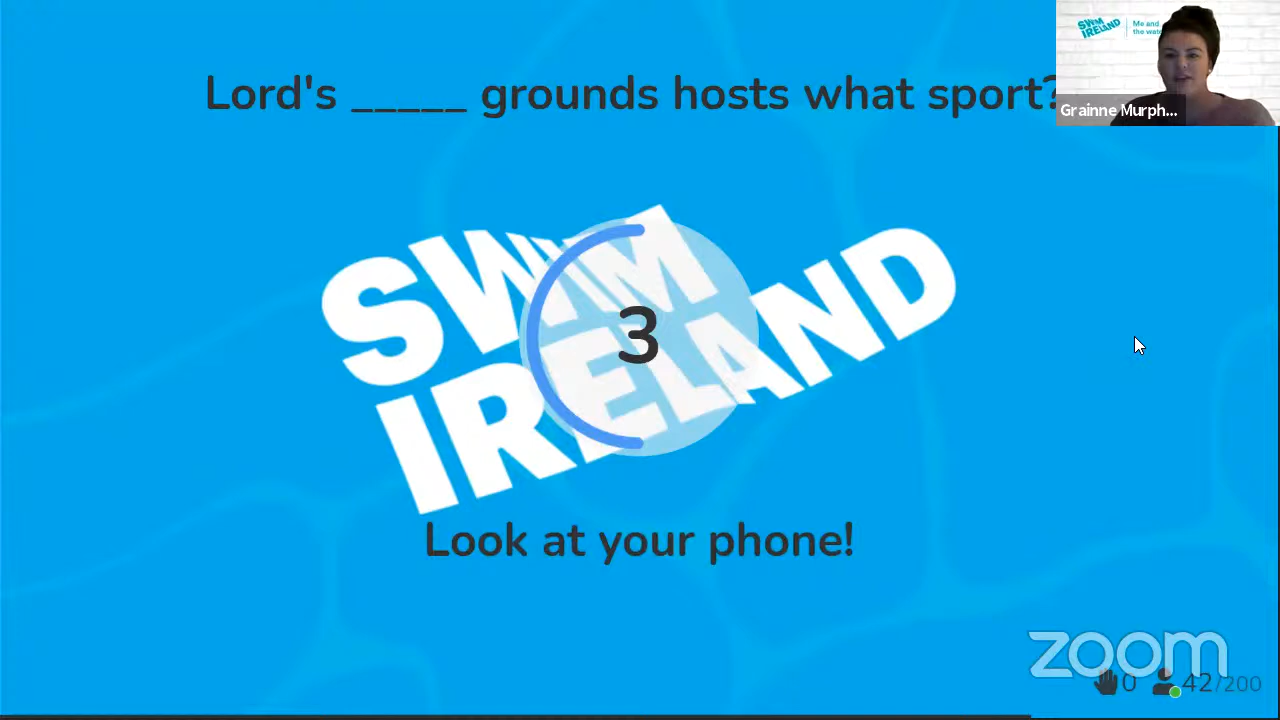 SWIM
IRELAND
Me and
the wat
Lord's _____ grounds hosts what sport?
Grainne Murph...
SWIM
IRELAND
3
Look at your phone!
zoom
0 42/200